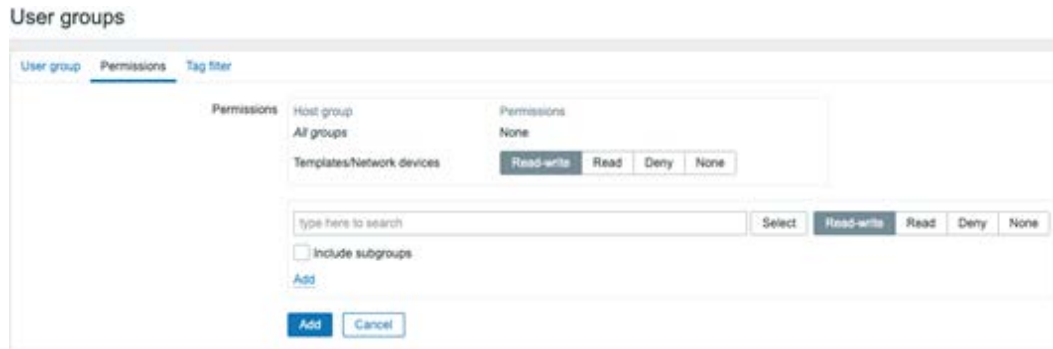 User groups
User group Permissions Tag filter
Permissions Host group Permissions
All groups None
Templates/Network devices Read-write Read Deny None
type here to search Select Read-write Read Deny None
Include subgroups
Add
Add Cancel